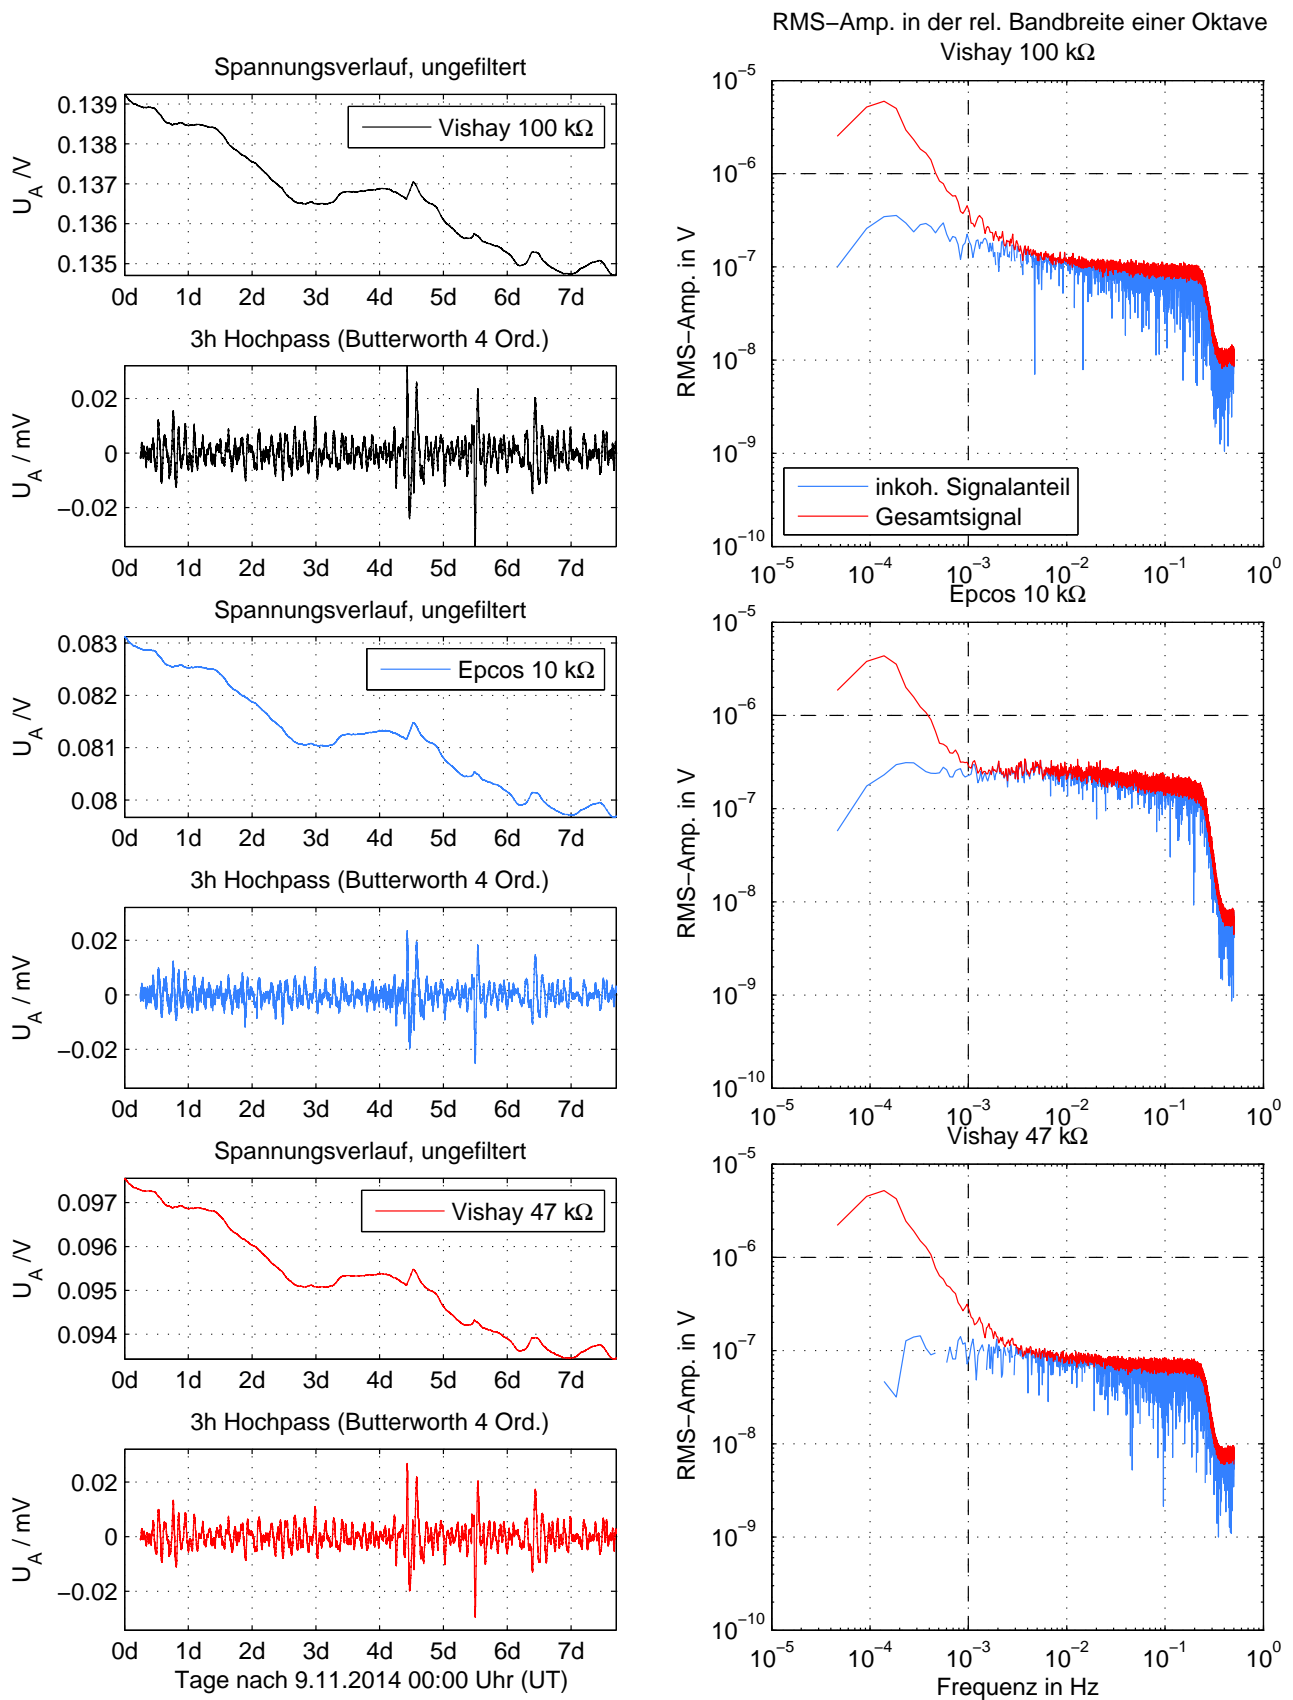 Spannungsverlauf, ungefiltert
U_A /V
0.139
0.138
0.137
0.136
0.135
Vishay 100 kΩ
0d 1d 2d 3d 4d 5d 6d 7d
3h Hochpass (Butterworth 4 Ord.)
U_A / mV
0.02
0
−0.02
0d 1d 2d 3d 4d 5d 6d 7d
Spannungsverlauf, ungefiltert
U_A /V
0.083
0.082
0.081
0.08
Epcos 10 kΩ
0d 1d 2d 3d 4d 5d 6d 7d
3h Hochpass (Butterworth 4 Ord.)
U_A / mV
0.02
0
−0.02
0d 1d 2d 3d 4d 5d 6d 7d
Spannungsverlauf, ungefiltert
U_A /V
0.097
0.096
0.095
0.094
Vishay 47 kΩ
0d 1d 2d 3d 4d 5d 6d 7d
3h Hochpass (Butterworth 4 Ord.)
U_A / mV
0.02
0
−0.02
0d 1d 2d 3d 4d 5d 6d 7d
Tage nach 9.11.2014 00:00 Uhr (UT)
RMS−Amp. in der rel. Bandbreite einer Oktave
Vishay 100 kΩ
RMS−Amp. in V
10^−5
10^−6
10^−7
10^−8
10^−9
10^−10
inkoh. Signalanteil
Gesamtsignal
10^−5 10^−4 10^−3 10^−2 10^−1 10^0
Epcos 10 kΩ
RMS−Amp. in V
10^−5
10^−6
10^−7
10^−8
10^−9
10^−10
10^−5 10^−4 10^−3 10^−2 10^−1 10^0
Vishay 47 kΩ
RMS−Amp. in V
10^−5
10^−6
10^−7
10^−8
10^−9
10^−10
10^−5 10^−4 10^−3 10^−2 10^−1 10^0
Frequenz in Hz